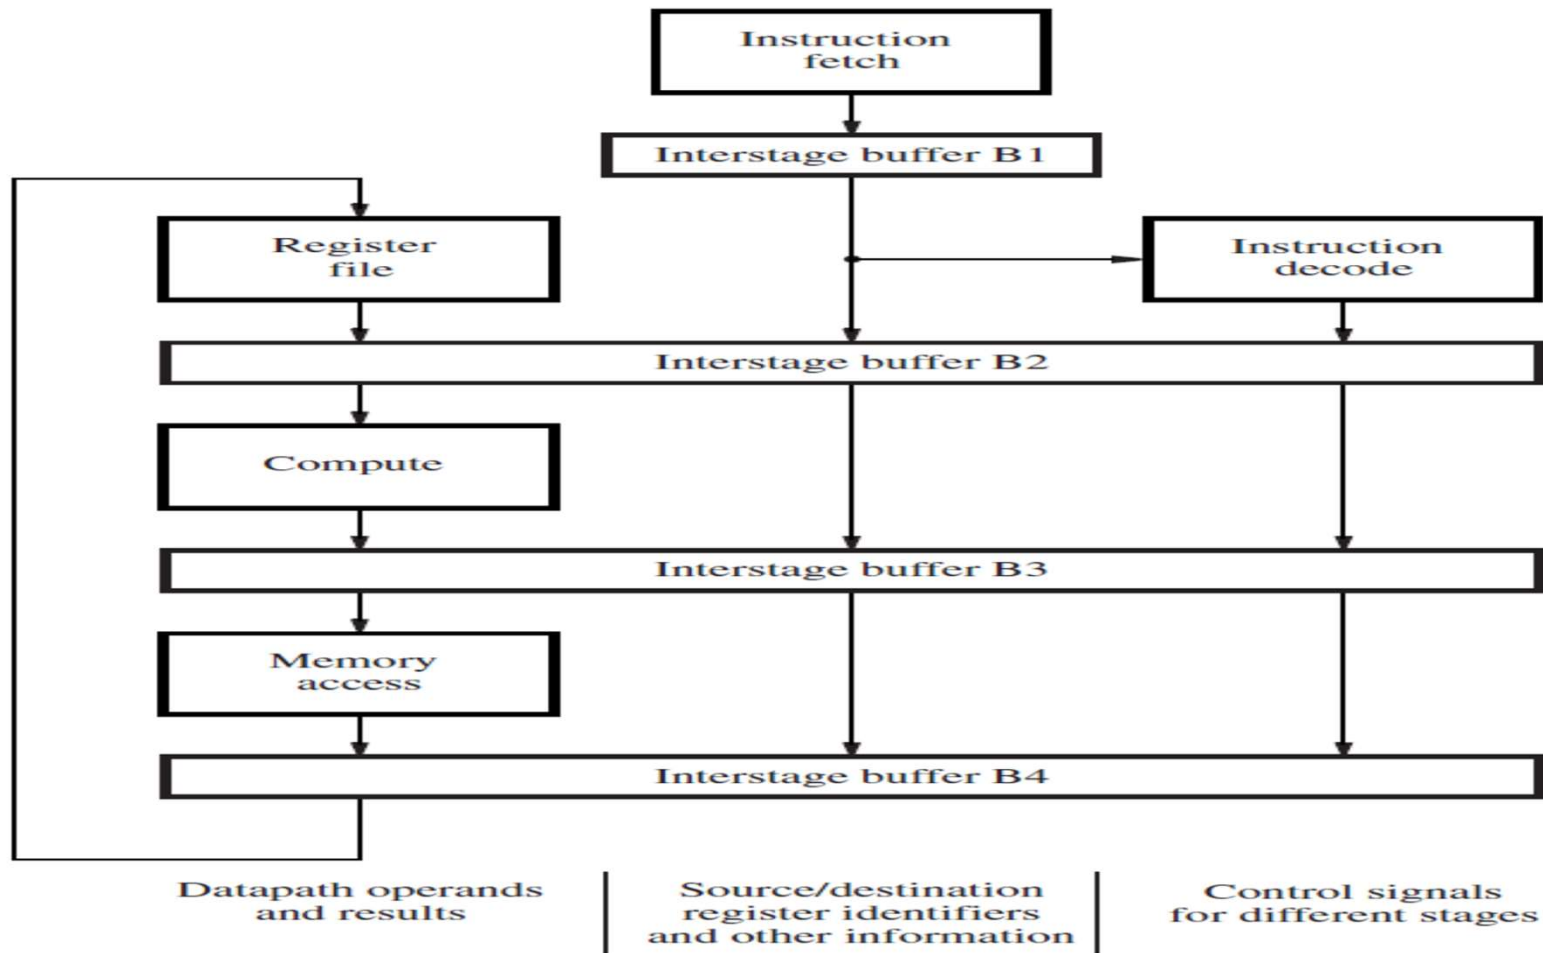 Instruction
fetch
Interstage buffer B1
Register
file
Instruction
decode
Interstage buffer B2
Compute
Interstage buffer B3
Memory
access
Interstage buffer B4
Datapath operands
and results
Source/destination
register identifiers
and other information
Control signals
for different stages